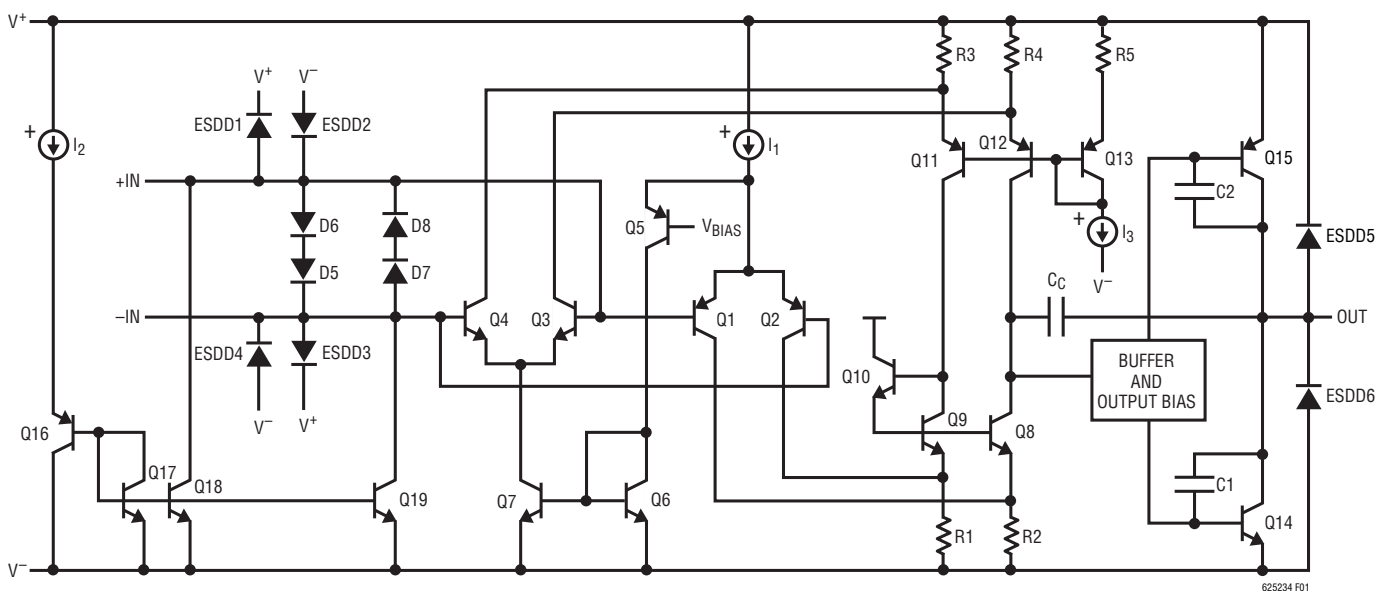 V+
R3
R4
R5
V+
V−
ESDD1
ESDD2
+
I2
+
I1
Q11
Q12
Q13
Q15
+IN
D6
D8
Q5
VBIAS
C2
+
I3
V−
ESDD5
D5
D7
CC
−IN
Q4
Q3
Q1
Q2
OUT
ESDD4
ESDD3
V−
V+
Q10
BUFFER
AND
OUTPUT BIAS
ESDD6
Q16
Q9
Q8
Q17
Q18
Q19
Q7
Q6
C1
R1
R2
Q14
V−
625234 F01